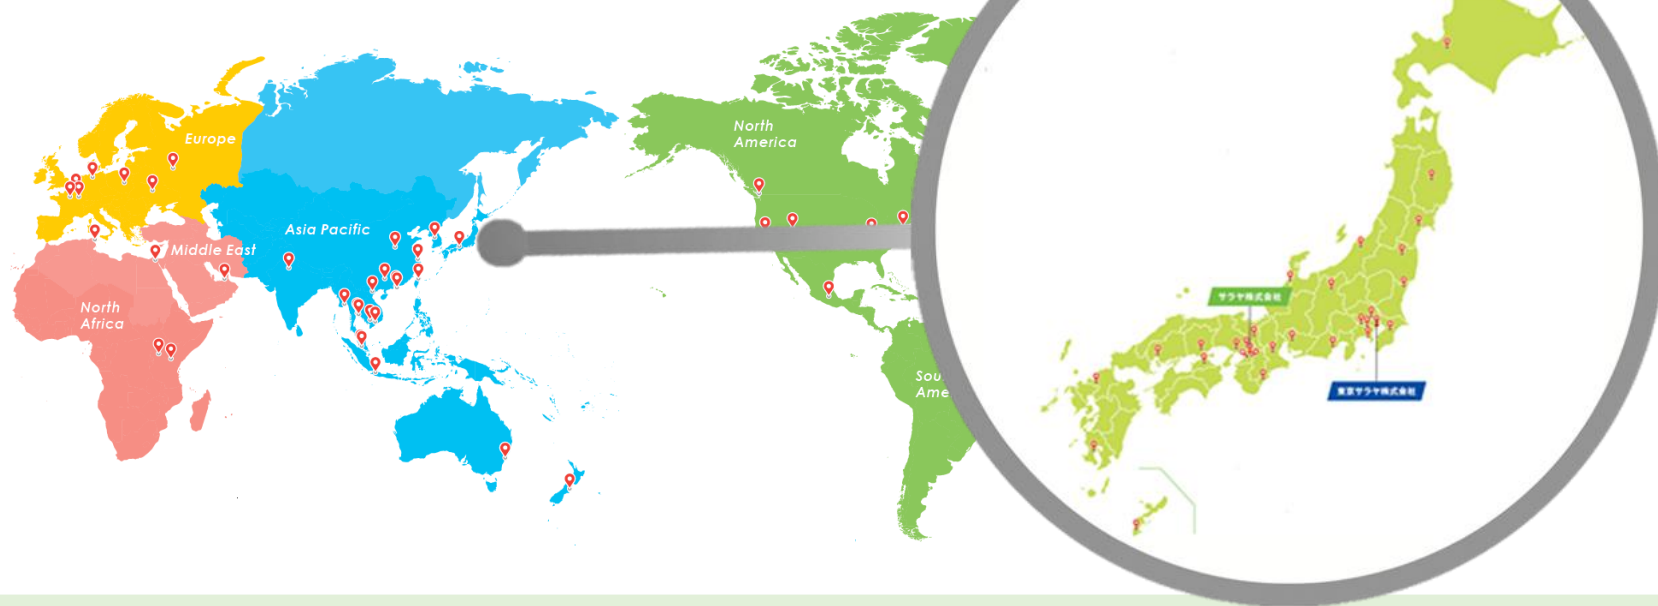 Europe
North
America
Asia Pacific
Middle East
North
Africa
サラヤ株式会社
Sou
Ame
東京サラヤ株式会社